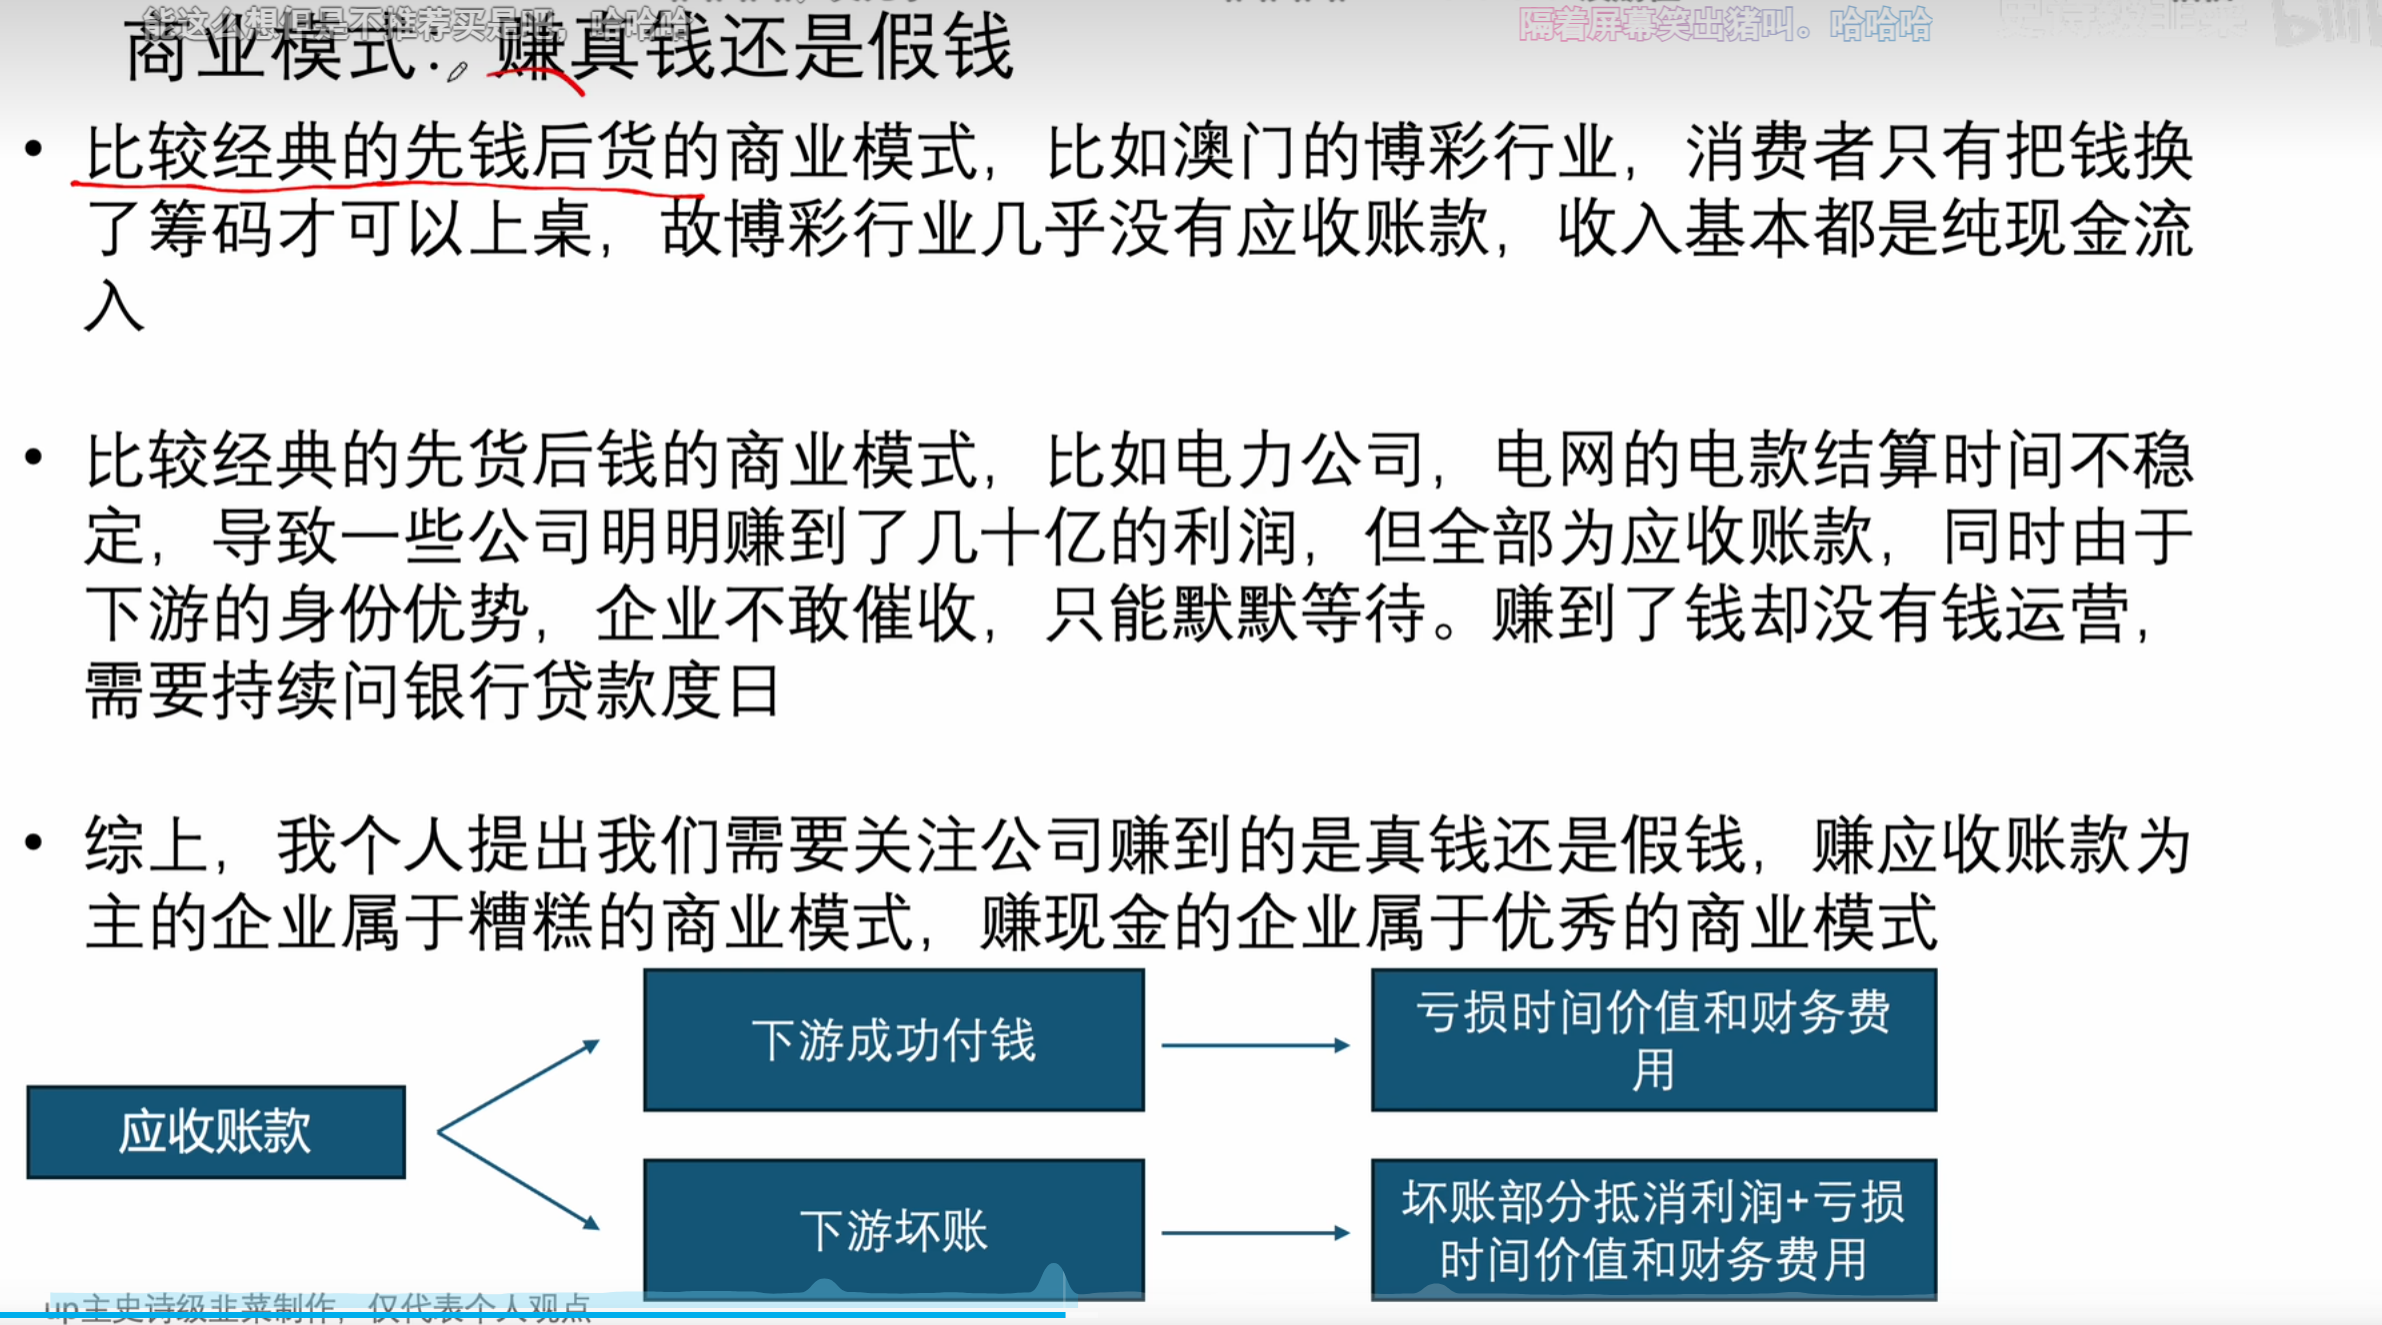 能这么想但是不推荐买是吧，哈哈哈
隔着屏幕笑出猪叫。哈哈哈
商业模式：赚真钱还是假钱
• 比较经典的先钱后货的商业模式，比如澳门的博彩行业，消费者只有把钱换
了筹码才可以上桌，故博彩行业几乎没有应收账款，收入基本都是纯现金流
入
• 比较经典的先货后钱的商业模式，比如电力公司，电网的电款结算时间不稳
定，导致一些公司明明赚到了几十亿的利润，但全部为应收账款，同时由于
下游的身份优势，企业不敢催收，只能默默等待。赚到了钱却没有钱运营，
需要持续问银行贷款度日
• 综上，我个人提出我们需要关注公司赚到的是真钱还是假钱，赚应收账款为
主的企业属于糟糕的商业模式，赚现金的企业属于优秀的商业模式
应收账款
下游成功付钱
亏损时间价值和财务费
用
下游坏账
坏账部分抵消利润+亏损
时间价值和财务费用
up主史诗级韭菜制作，仅代表个人观点